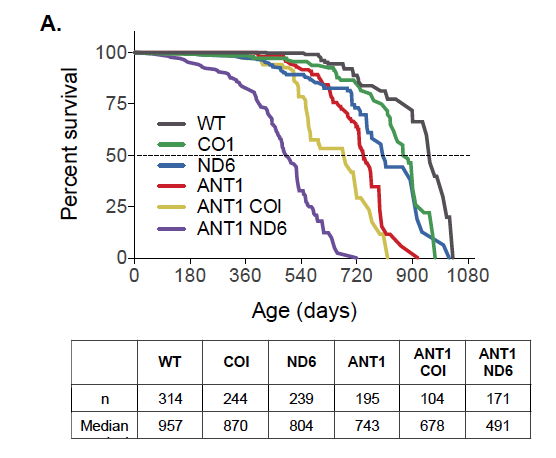 A.
Percent survival
100
75
50
25
0
WT
CO1
ND6
ANT1
ANT1 COI
ANT1 ND6
0 180 360 540 720 900 1080
Age (days)
WT COI ND6 ANT1 ANT1 COI ANT1 ND6
n 314 244 239 195 104 171
Median 957 870 804 743 678 491